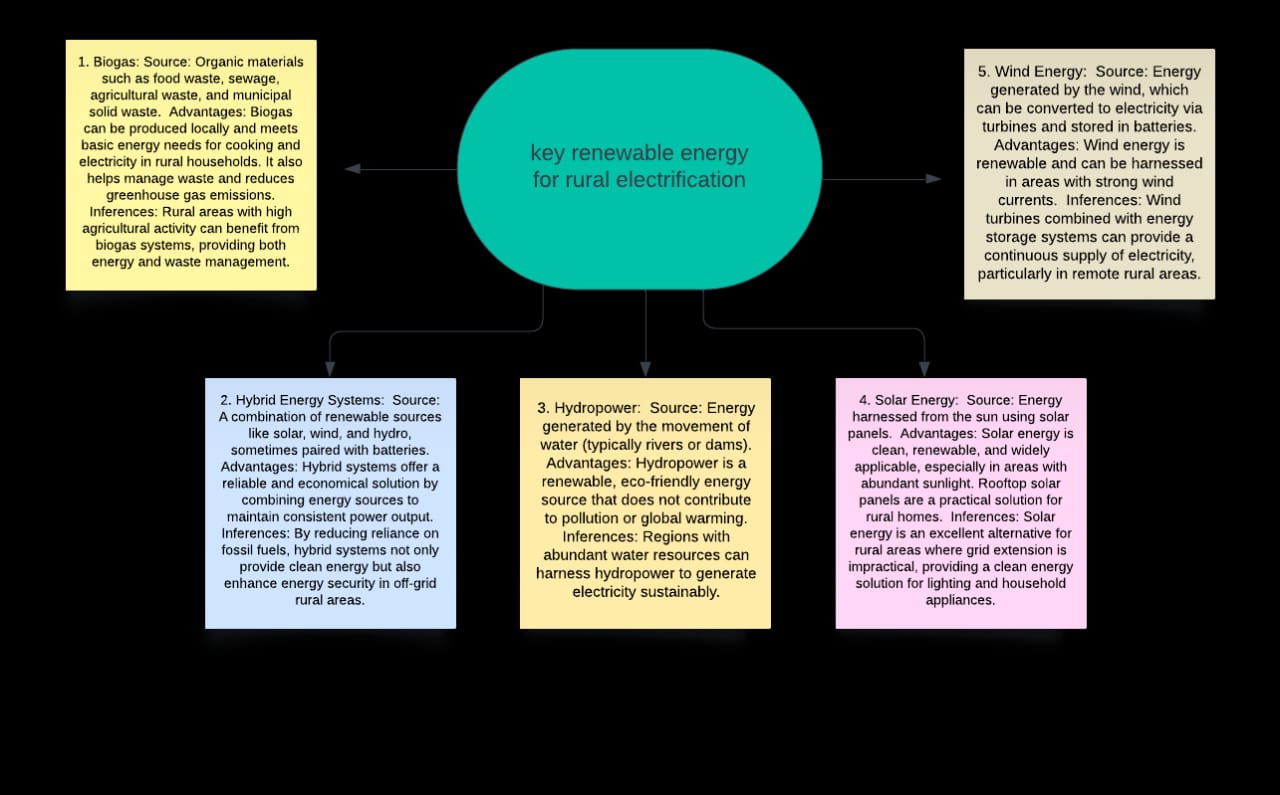 key renewable energy
for rural electrification
1. Biogas: Source: Organic materials
such as food waste, sewage,
agricultural waste, and municipal
solid waste.  Advantages: Biogas
can be produced locally and meets
basic energy needs for cooking and
electricity in rural households. It also
helps manage waste and reduces
greenhouse gas emissions.
Inferences: Rural areas with high
agricultural activity can benefit from
biogas systems, providing both
energy and waste management.
2. Hybrid Energy Systems:  Source:
A combination of renewable sources
like solar, wind, and hydro,
sometimes paired with batteries.
Advantages: Hybrid systems offer a
reliable and economical solution by
combining energy sources to
maintain consistent power output.
Inferences: By reducing reliance on
fossil fuels, hybrid systems not only
provide clean energy but also
enhance energy security in off-grid
rural areas.
3. Hydropower:  Source: Energy
generated by the movement of
water (typically rivers or dams).
Advantages: Hydropower is a
renewable, eco-friendly energy
source that does not contribute
to pollution or global warming.
Inferences: Regions with
abundant water resources can
harness hydropower to generate
electricity sustainably.
4. Solar Energy:  Source: Energy
harnessed from the sun using solar
panels.  Advantages: Solar energy is
clean, renewable, and widely
applicable, especially in areas with
abundant sunlight. Rooftop solar
panels are a practical solution for
rural homes.  Inferences: Solar
energy is an excellent alternative for
rural areas where grid extension is
impractical, providing a clean energy
solution for lighting and household
appliances.
5. Wind Energy:  Source: Energy
generated by the wind, which
can be converted to electricity via
turbines and stored in batteries.
Advantages: Wind energy is
renewable and can be harnessed
in areas with strong wind
currents.  Inferences: Wind
turbines combined with energy
storage systems can provide a
continuous supply of electricity,
particularly in remote rural areas.